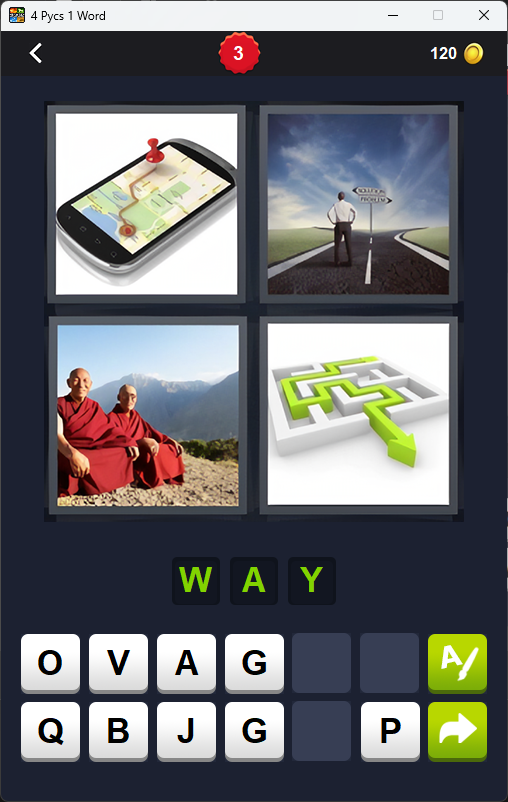 4 Pycs 1 Word
3
120
SOLUTION
PROBLEM
W A Y
O V A G
Q B J G P